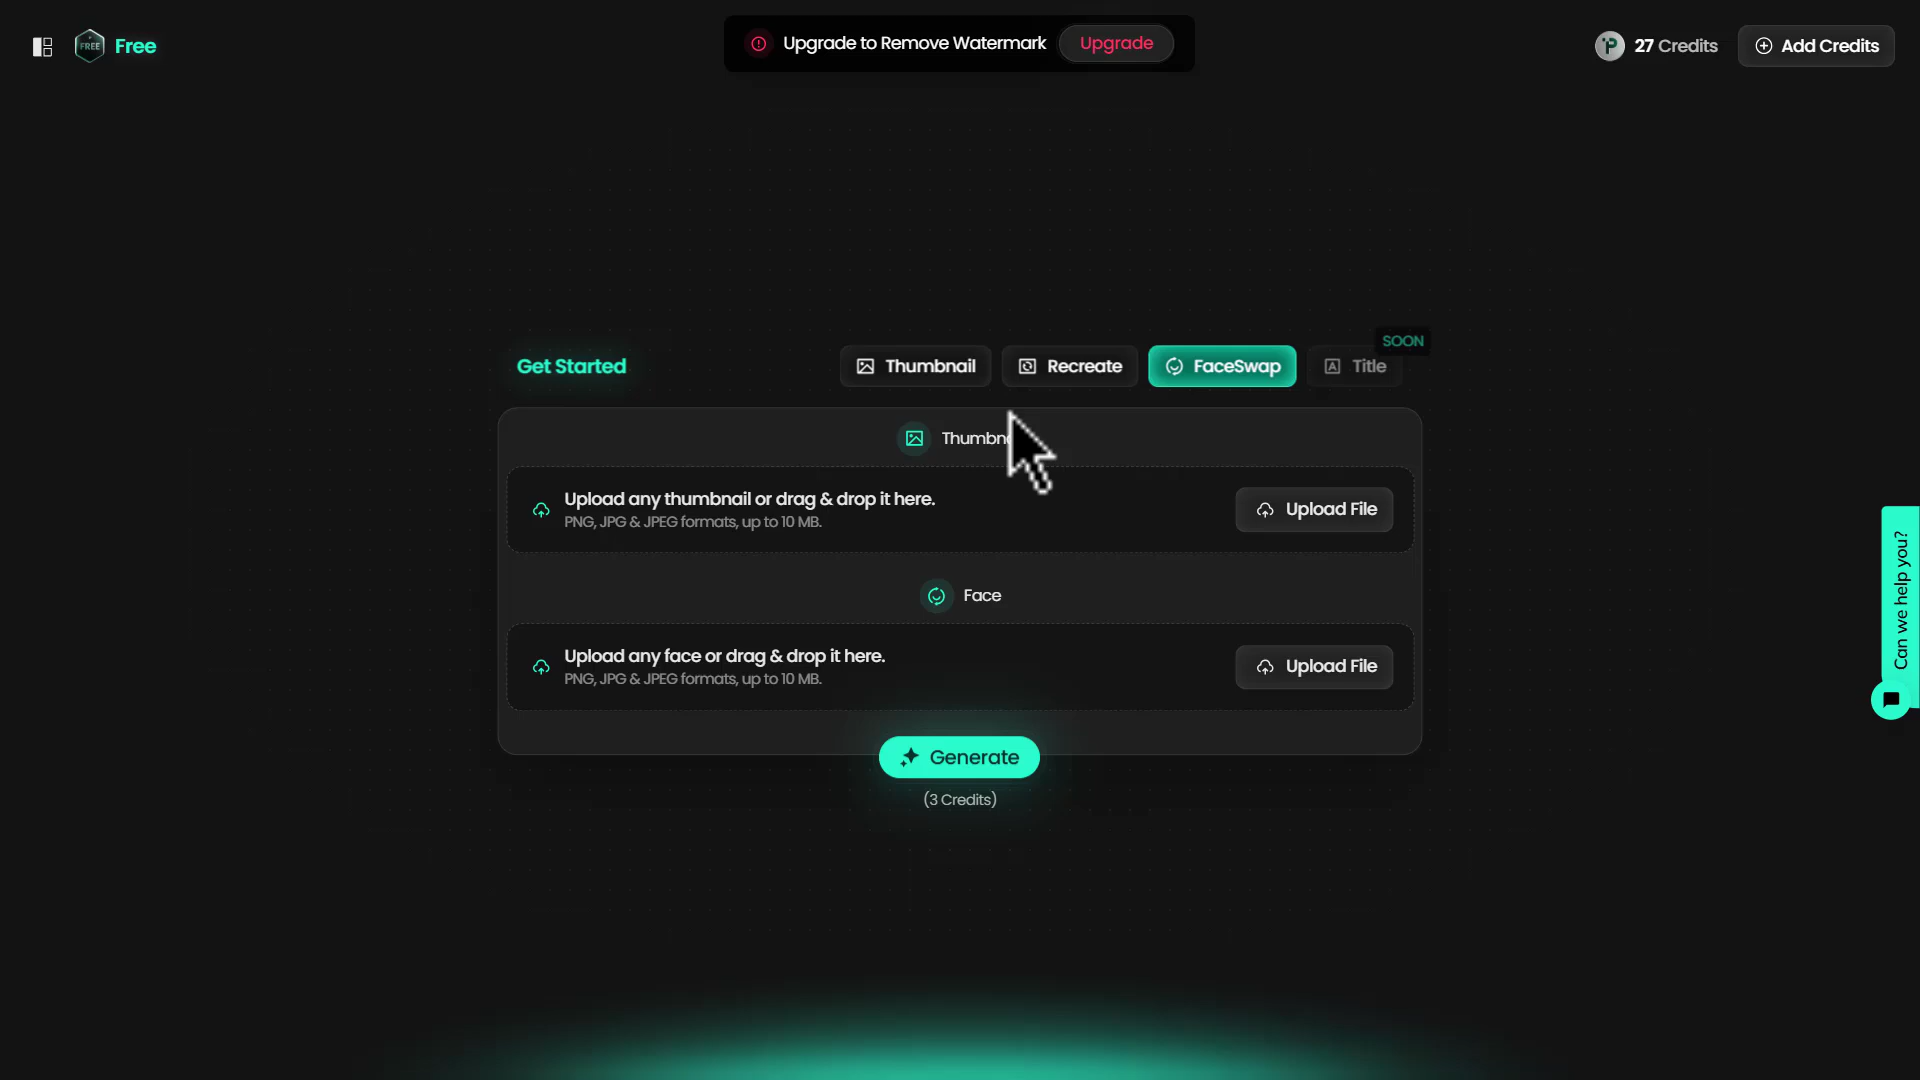 FREE
Free
Upgrade to Remove Watermark
Upgrade
27 Credits
Add Credits
Get Started
Thumbnail
Recreate
FaceSwap
SOON
Title
Upload any thumbnail or drag & drop it here.
PNG, JPG & JPEG formats, up to 10 MB.
Upload File
Face
Upload any face or drag & drop it here.
PNG, JPG & JPEG formats, up to 10 MB.
Upload File
Generate
(3 Credits)
Can we help you?